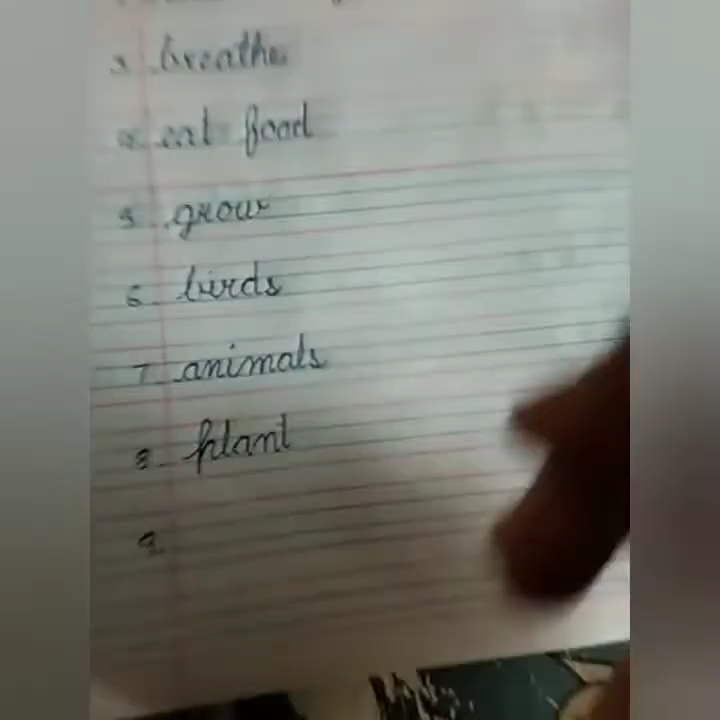 3. breathe
4. eat food
5. grow
6. birds
7. animals
8. plant
9.